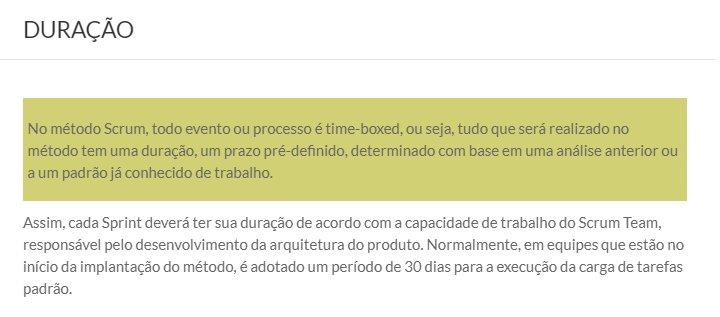 DURAÇÃO
No método Scrum, todo evento ou processo é time-boxed, ou seja, tudo que será realizado no
método tem uma duração, um prazo pré-definido, determinado com base em uma análise anterior ou
a um padrão já conhecido de trabalho.
Assim, cada Sprint deverá ter sua duração de acordo com a capacidade de trabalho do Scrum Team,
responsável pelo desenvolvimento da arquitetura do produto. Normalmente, em equipes que estão no
início da implantação do método, é adotado um período de 30 dias para a execução da carga de tarefas
padrão.